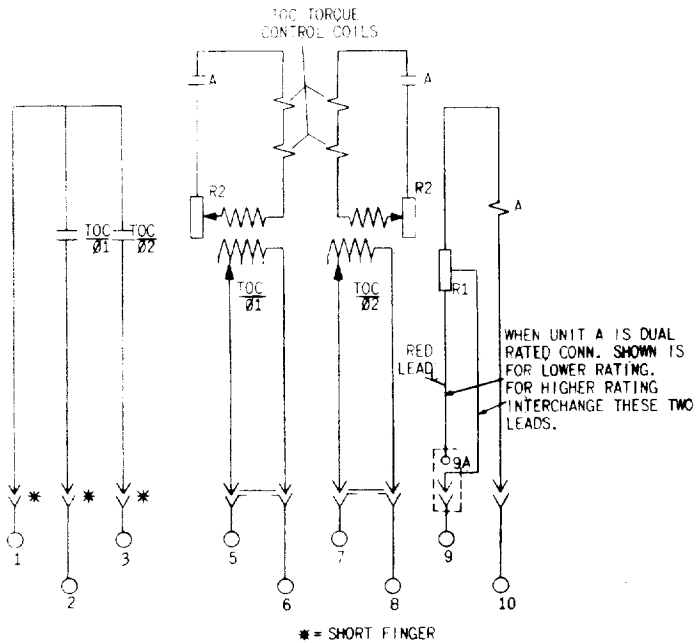 TOC TORQUE
CONTROL COILS
A
A
R2
R2
TOC
Ø1
TOC
Ø2
TOC
Ø1
TOC
Ø2
A
R1
RED
LEAD
WHEN UNIT A IS DUAL
RATED CONN. SHOWN IS
FOR LOWER RATING.
FOR HIGHER RATING
INTERCHANGE THESE TWO
LEADS.
9A
✱ ✱ ✱
1 3 5 7 9
2 6 8 10
✱ = SHORT FINGER